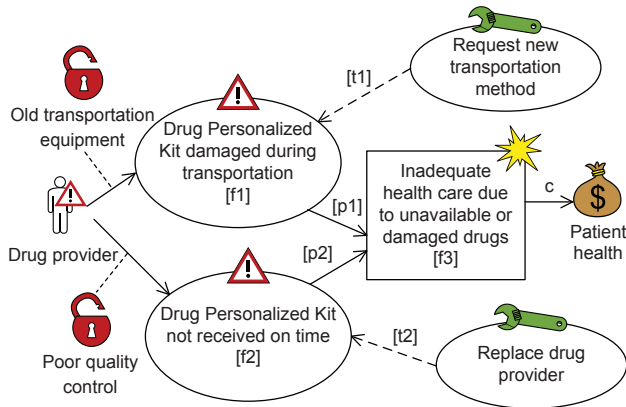 Request new
transportation
method
[t1]
Old transportation
equipment
Drug Personalized
Kit damaged during
transportation
[f1]
Inadequate
health care due
to unavailable or
damaged drugs
[f3]
c
$
Patient
health
[p1]
Drug provider
[p2]
Drug Personalized Kit
not received on time
[f2]
[t2]
Replace drug
provider
Poor quality
control